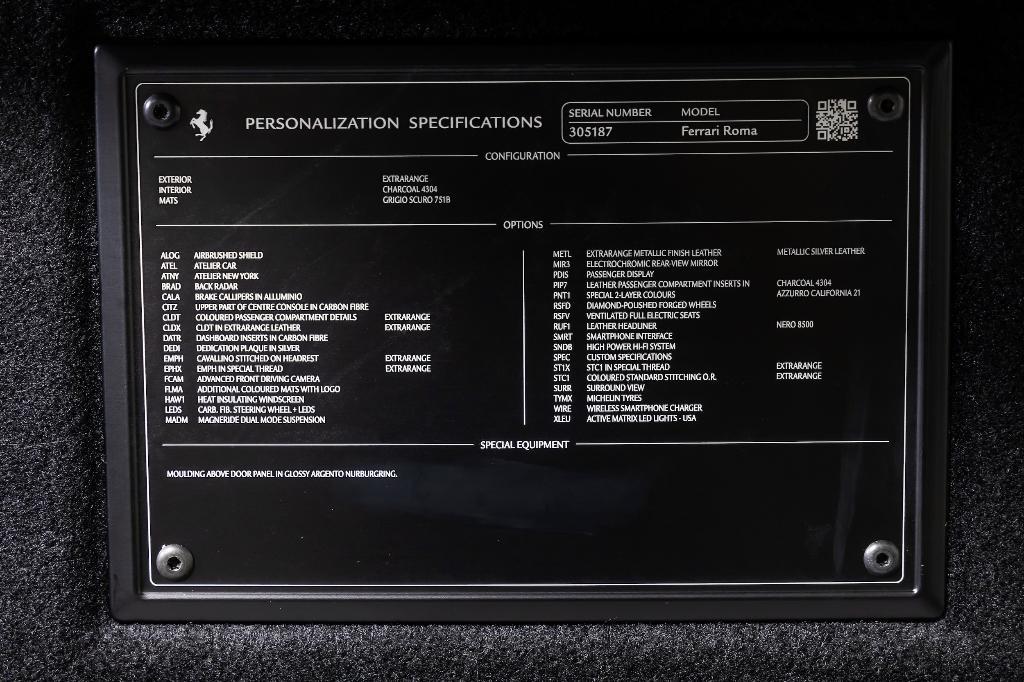 PERSONALIZATION SPECIFICATIONS
SERIAL NUMBER MODEL
305187 Ferrari Roma
CONFIGURATION
EXTERIOR EXTRARANGE
INTERIOR CHARCOAL 4304
MATS GRIGIO SCURO 751B
OPTIONS
ALOG AIRBRUSHED SHIELD
ATEL ATELIER CAR
ATNY ATELIER NEW YORK
BRAD BACK RADAR
CALA BRAKE CALLIPERS IN ALLUMINIO
CITZ UPPER PART OF CENTRE CONSOLE IN CARBON FIBRE
CLDT COLOURED PASSENGER COMPARTMENT DETAILS EXTRARANGE
CLDX CLDT IN EXTRARANGE LEATHER EXTRARANGE
DATR DASHBOARD INSERTS IN CARBON FIBRE
DEDI DEDICATION PLAQUE IN SILVER
EMPH CAVALLINO STITCHED ON HEADREST EXTRARANGE
EPHX EMPH IN SPECIAL THREAD EXTRARANGE
FCAM ADVANCED FRONT DRIVING CAMERA
FLMA ADDITIONAL COLOURED MATS WITH LOGO
HAW1 HEAT INSULATING WINDSCREEN
LEDS CARB. FIB. STEERING WHEEL + LEDS
MADM MAGNERIDE DUAL MODE SUSPENSION
METL EXTRARANGE METALLIC FINISH LEATHER METALLIC SILVER LEATHER
MIR3 ELECTROCHROMIC REAR-VIEW MIRROR
PDIS PASSENGER DISPLAY
PIP7 LEATHER PASSENGER COMPARTMENT INSERTS IN CHARCOAL 4304
PNT1 SPECIAL 2-LAYER COLOURS AZZURRO CALIFORNIA 21
RSFD DIAMOND-POLISHED FORGED WHEELS
RSFV VENTILATED FULL ELECTRIC SEATS
RUF1 LEATHER HEADLINER NERO 8500
SMRT SMARTPHONE INTERFACE
SNDB HIGH POWER HI-FI SYSTEM
SPEC CUSTOM SPECIFICATIONS
ST1X STC1 IN SPECIAL THREAD EXTRARANGE
STC1 COLOURED STANDARD STITCHING O.R. EXTRARANGE
SURR SURROUND VIEW
TYMX MICHELIN TYRES
WIRE WIRELESS SMARTPHONE CHARGER
XLEU ACTIVE MATRIX LED LIGHTS - USA
SPECIAL EQUIPMENT
MOULDING ABOVE DOOR PANEL IN GLOSSY ARGENTO NURBURGRING.